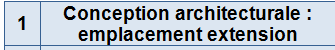 1
Conception architecturale :
emplacement extension